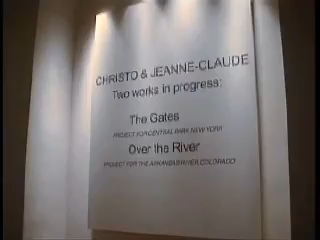 CHRISTO & JEANNE-CLAUDE
Two works in progress:
The Gates
PROJECT FOR CENTRAL PARK, NEW YORK
Over the River
PROJECT FOR THE ARKANSAS RIVER, COLORADO